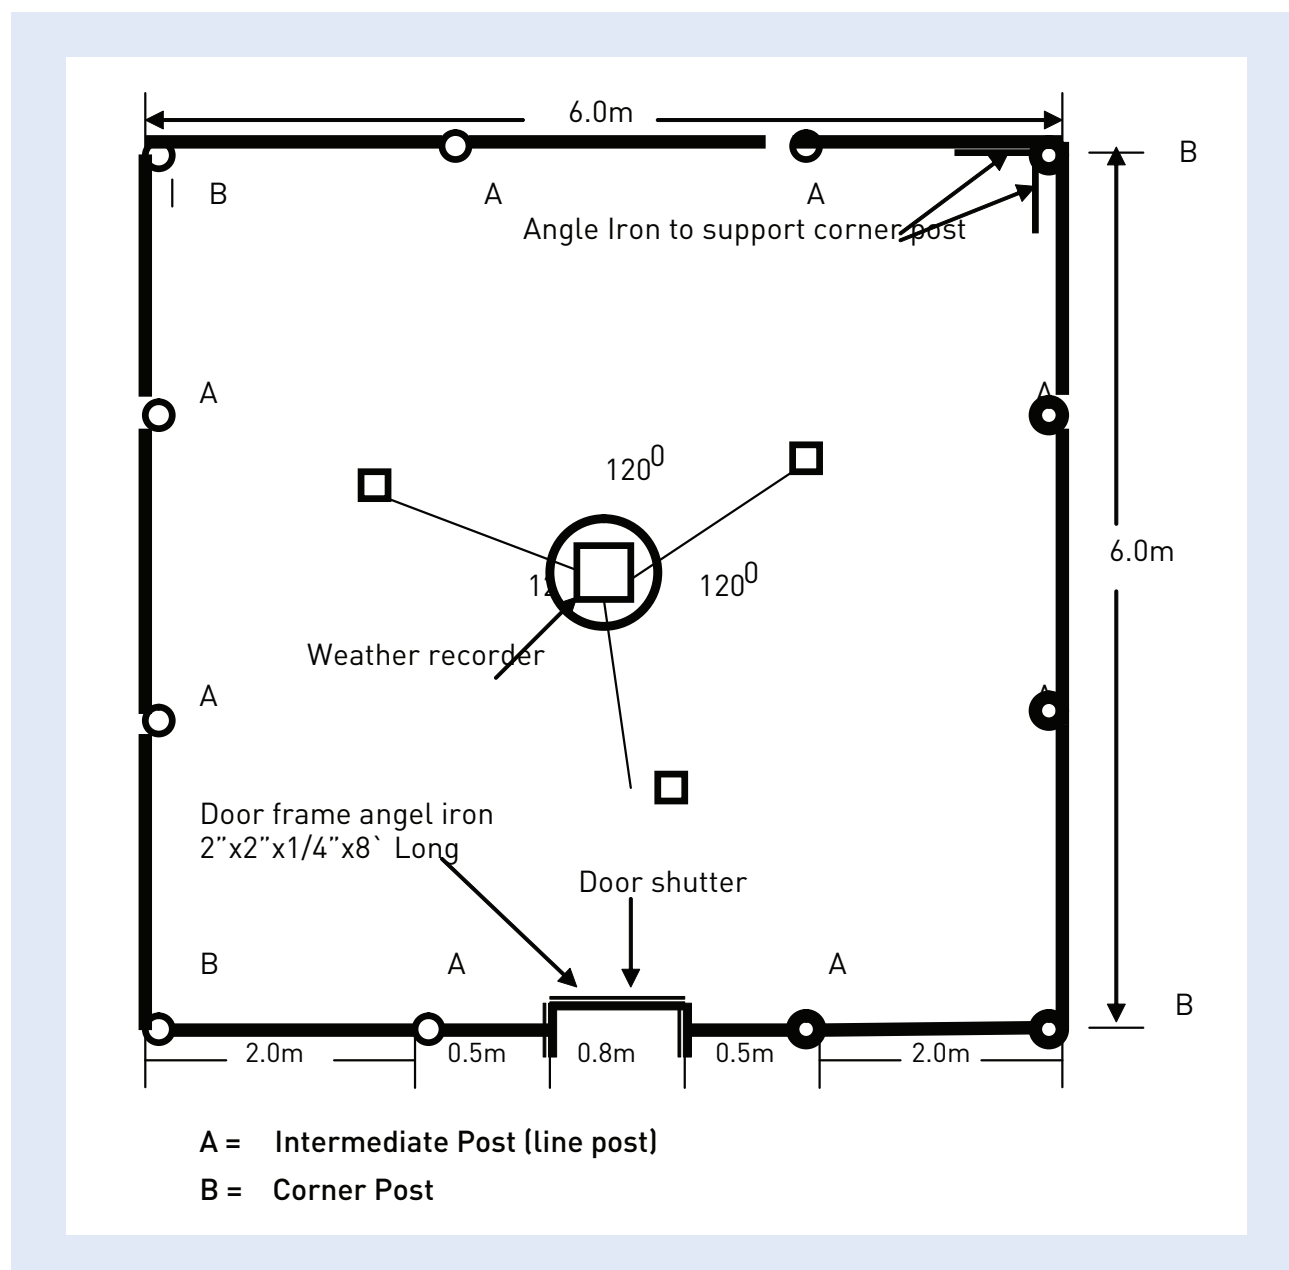 6.0m
B
B A A
Angle Iron to support corner post
A A
120⁰
6.0m
12 120⁰
Weather recorder
A A
Door frame angel iron
2”x2”x1/4”x8` Long
Door shutter
B A A
B
2.0m 0.5m 0.8m 0.5m 2.0m
A = Intermediate Post (line post)
B = Corner Post